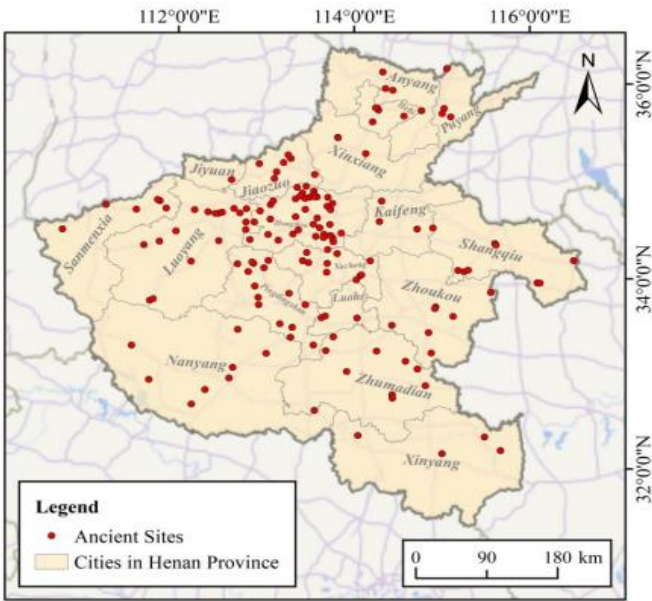 112°0'0"E
114°0'0"E
116°0'0"E
N
36°0'0"N
Anyang
Puyang
Xinxiang
Jiyuan
Jiaozuo
Kaifeng
Sanmenxia
Luoyang
Shangqiu
34°0'0"N
Xuchang
Pingdingshan
Luohe
Zhoukou
Nanyang
Zhumadian
Xinyang
32°0'0"N
Legend
Ancient Sites
Cities in Henan Province
0 90 180 km